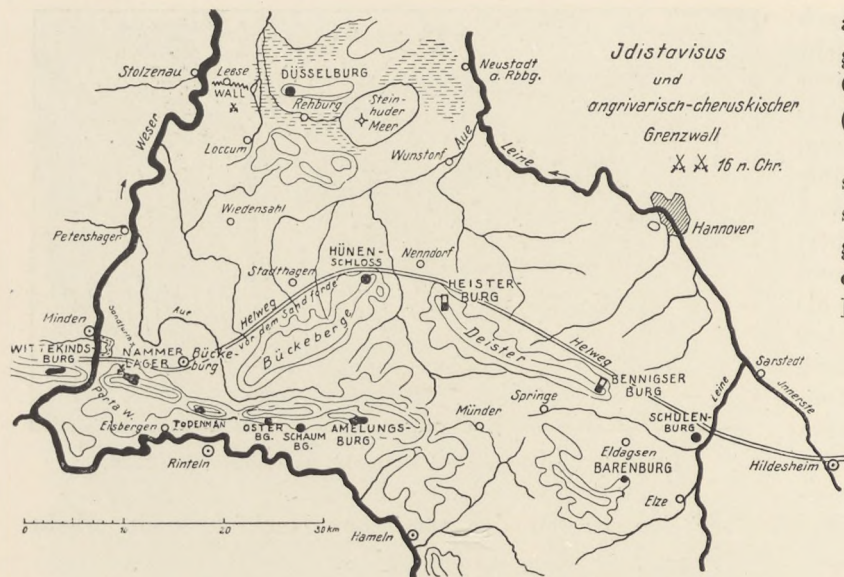 Jdistavisus
und
angrivarisch-cheruskischer
Grenzwall
16 n. Chr.
Stolzenau
Leese
WALL
DÜSSELBURG
Rehburg
Stein-
huder
Meer
Neustadt
a. Rbbg.
Loccum
Wunstorf
Aue
Leine
Weser
Wiedensahl
Petershagen
Hannover
HÜNEN-
SCHLOSS
Nenndorf
Stadthagen
Helweg
vor dem Sandforde
HEISTER-
BURG
Bückeberge
Deister
Helweg
Minden
Aue
Bücke-
burg
WITTEKINDS-
BURG
NAMMER
LAGER
BENNIGSER
BURG
Sarstedt
Leine
Innerste
Springe
Münder
SCHULEN-
BURG
Eisbergen
TODENMAN
OSTER
BG.
SCHAUM
BG.
AMELUNGS-
BURG
Rinteln
Eldagsen
BARENBURG
Hildesheim
Elze
Hameln
0 10 20 30 km